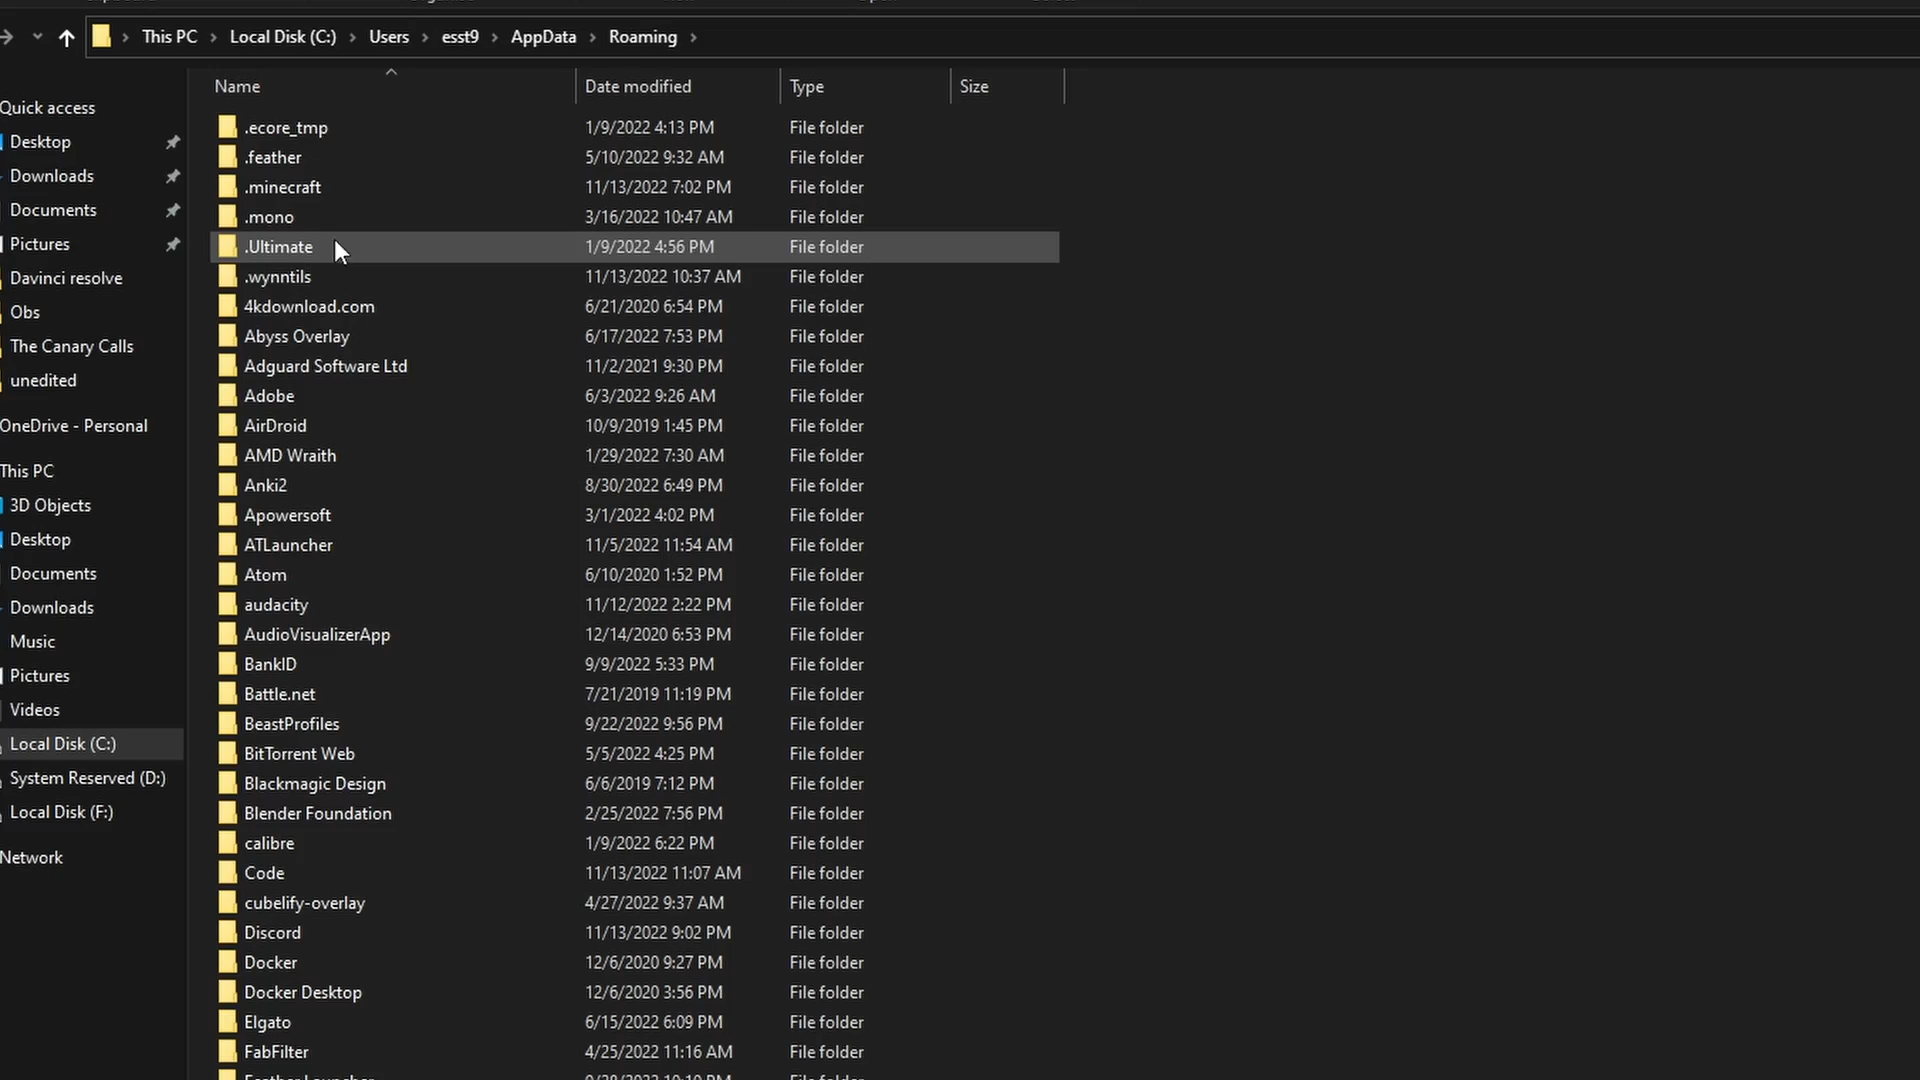 This PC > Local Disk (C:) > Users > esst9 > AppData > Roaming >
Name Date modified Type Size
Quick access
Desktop
Downloads
Documents
Pictures
Davinci resolve
Obs
The Canary Calls
unedited
OneDrive - Personal
This PC
3D Objects
Desktop
Documents
Downloads
Music
Pictures
Videos
Local Disk (C:)
System Reserved (D:)
Local Disk (F:)
Network
.ecore_tmp 1/9/2022 4:13 PM File folder
.feather 5/10/2022 9:32 AM File folder
.minecraft 11/13/2022 7:02 PM File folder
.mono 3/16/2022 10:47 AM File folder
.Ultimate 1/9/2022 4:56 PM File folder
.wynntils 11/13/2022 10:37 AM File folder
4kdownload.com 6/21/2020 6:54 PM File folder
Abyss Overlay 6/17/2022 7:53 PM File folder
Adguard Software Ltd 11/2/2021 9:30 PM File folder
Adobe 6/3/2022 9:26 AM File folder
AirDroid 10/9/2019 1:45 PM File folder
AMD Wraith 1/29/2022 7:30 AM File folder
Anki2 8/30/2022 6:49 PM File folder
Apowersoft 3/1/2022 4:02 PM File folder
ATLauncher 11/5/2022 11:54 AM File folder
Atom 6/10/2020 1:52 PM File folder
audacity 11/12/2022 2:22 PM File folder
AudioVisualizerApp 12/14/2020 6:53 PM File folder
BankID 9/9/2022 5:33 PM File folder
Battle.net 7/21/2019 11:19 PM File folder
BeastProfiles 9/22/2022 9:56 PM File folder
BitTorrent Web 5/5/2022 4:25 PM File folder
Blackmagic Design 6/6/2019 7:12 PM File folder
Blender Foundation 2/25/2022 7:56 PM File folder
calibre 1/9/2022 6:22 PM File folder
Code 11/13/2022 11:07 AM File folder
cubelify-overlay 4/27/2022 9:37 AM File folder
Discord 11/13/2022 9:02 PM File folder
Docker 12/6/2020 9:27 PM File folder
Docker Desktop 12/6/2020 3:56 PM File folder
Elgato 6/15/2022 6:09 PM File folder
FabFilter 4/25/2022 11:16 AM File folder